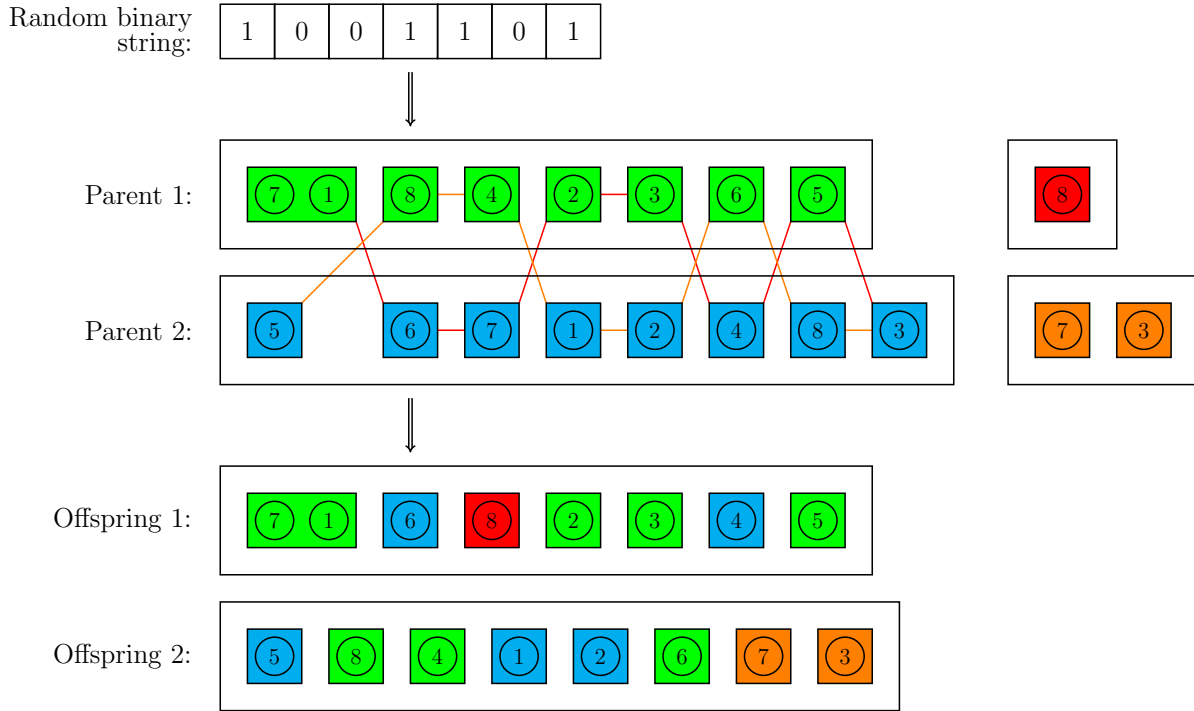 Random binary
string:
1 0 0 1 1 0 1
Parent 1:
7 1 8 4 2 3 6 5
8
Parent 2:
5 6 7 1 2 4 8 3
7 3
Offspring 1:
7 1 6 8 2 3 4 5
Offspring 2:
5 8 4 1 2 6 7 3